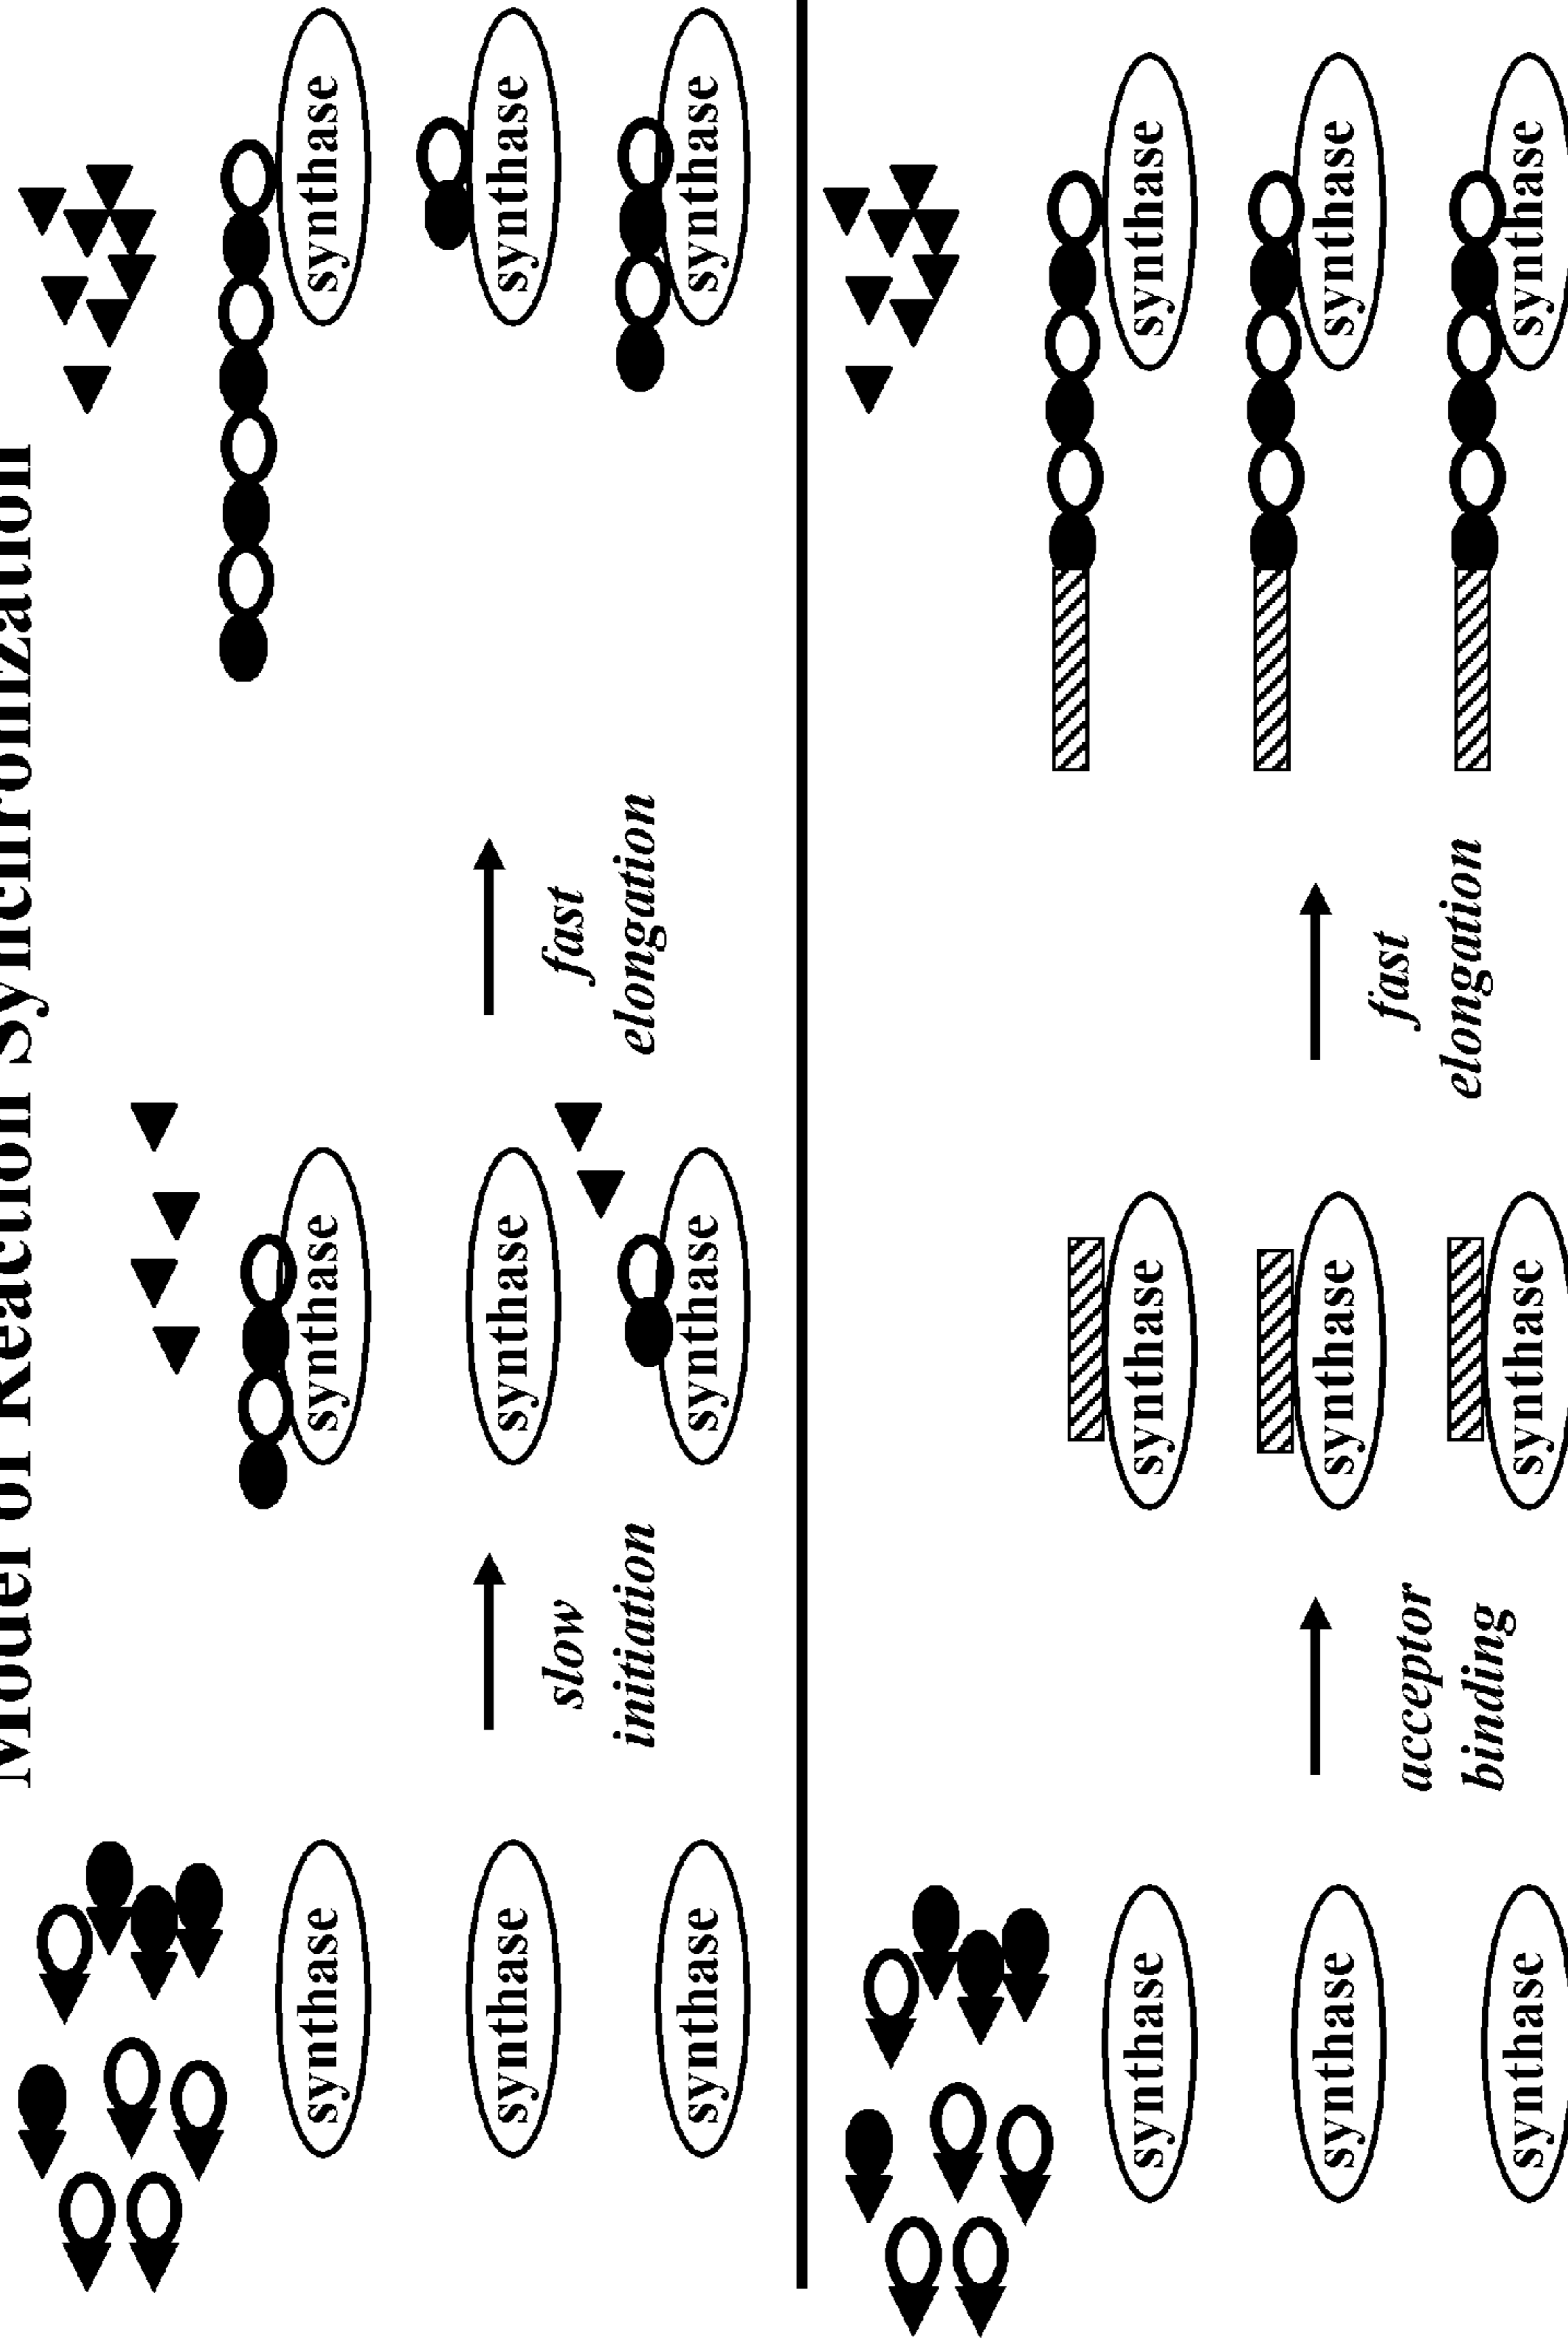 Model of Reaction Synchronization
synthase
synthase
synthase
slow
initiation
synthase
synthase
synthase
fast
elongation
synthase
synthase
synthase
synthase
synthase
synthase
acceptor
binding
synthase
synthase
synthase
fast
elongation
synthase
synthase
synthase